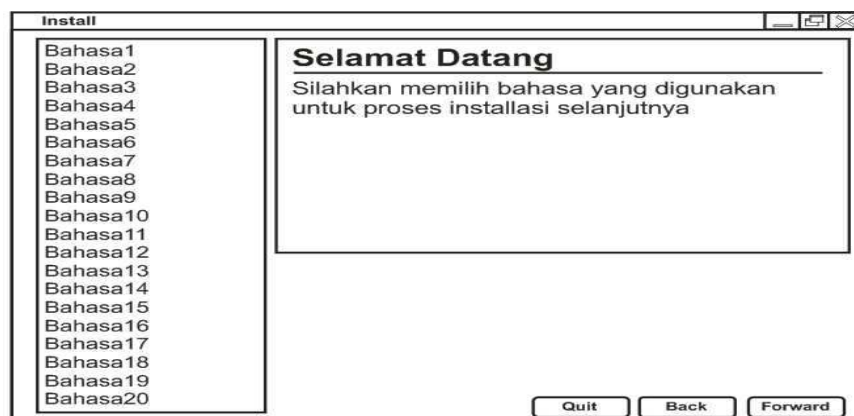 Install
Bahasa1
Bahasa2
Bahasa3
Bahasa4
Bahasa5
Bahasa6
Bahasa7
Bahasa8
Bahasa9
Bahasa10
Bahasa11
Bahasa12
Bahasa13
Bahasa14
Bahasa15
Bahasa16
Bahasa17
Bahasa18
Bahasa19
Bahasa20
Selamat Datang
Silahkan memilih bahasa yang digunakan
untuk proses installasi selanjutnya
Quit Back Forward